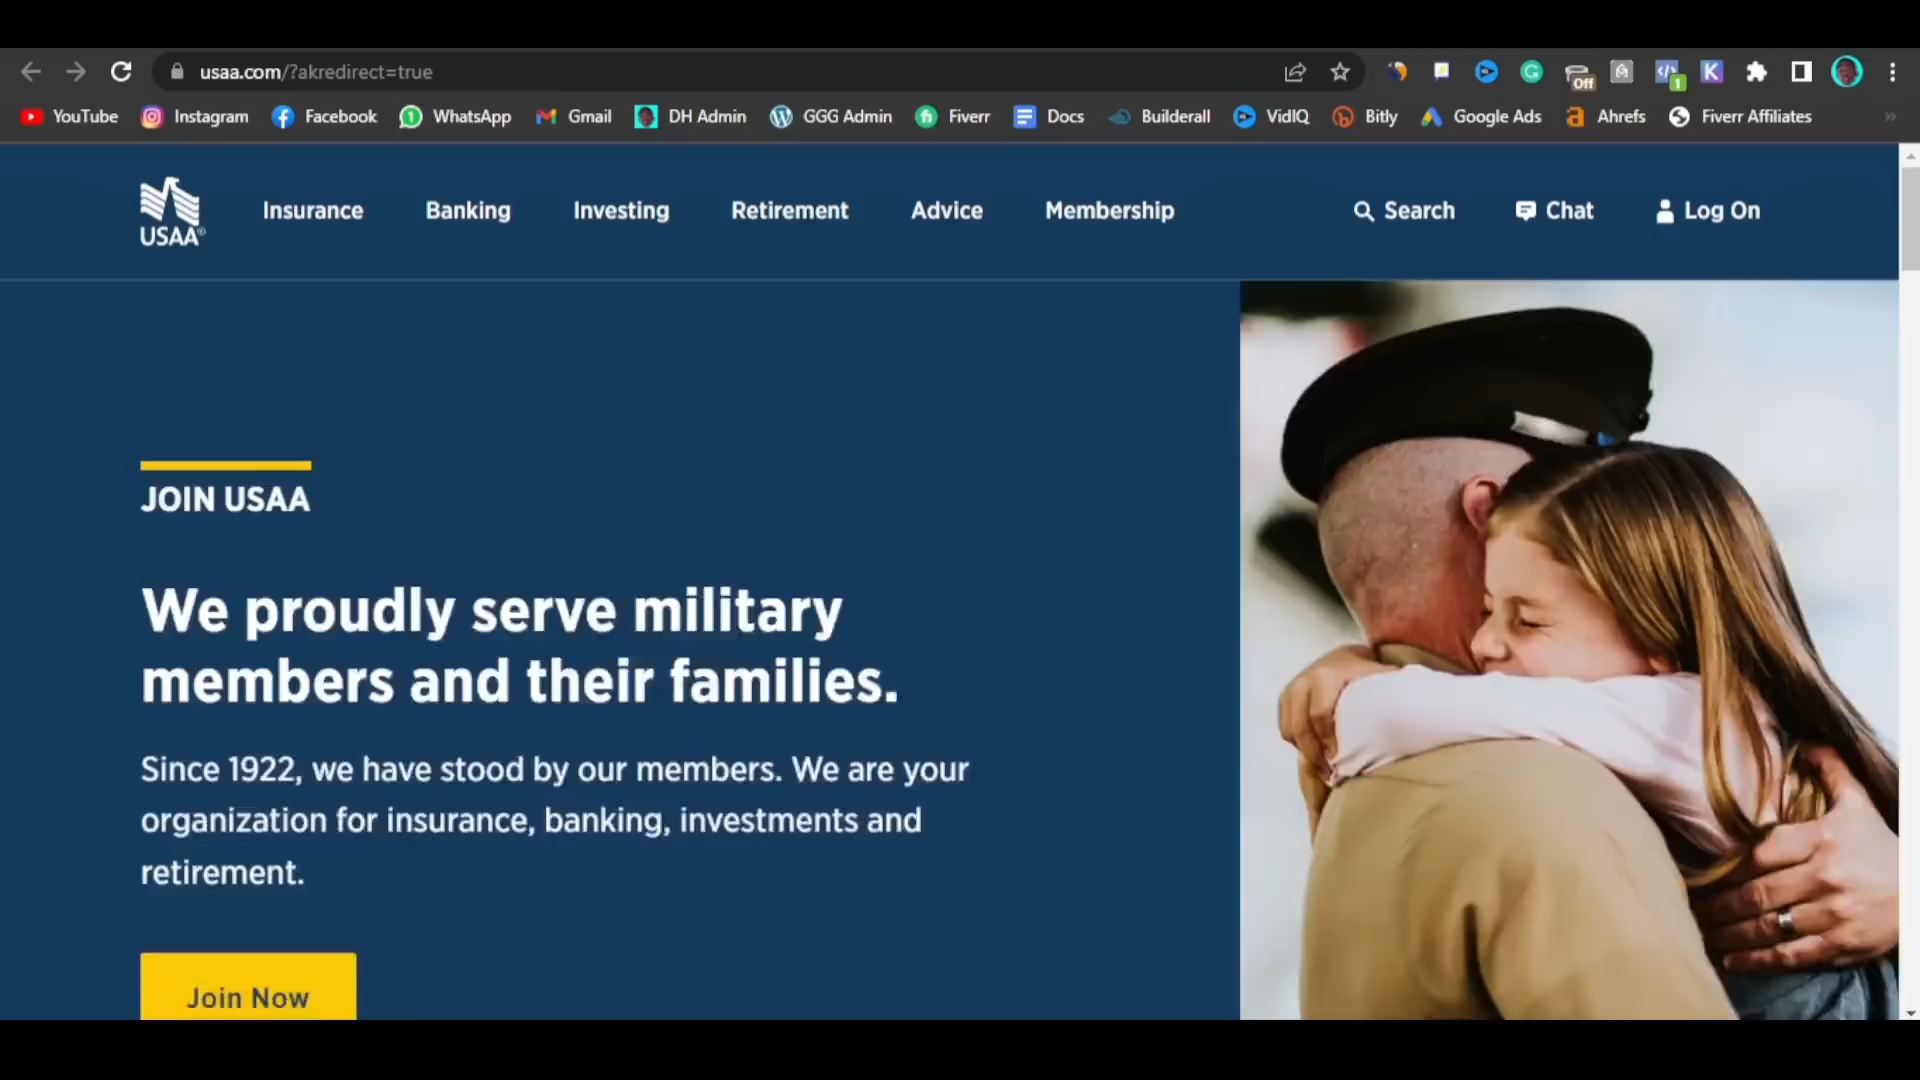 usaa.com/?akredirect=true
Off
1
K
YouTube
Instagram
Facebook
1
WhatsApp
Gmail
DH Admin
GGG Admin
Fiverr
Docs
Builderall
VidIQ
Bitly
Google Ads
Ahrefs
Fiverr Affiliates
»
USAA®
Insurance
Banking
Investing
Retirement
Advice
Membership
Search
Chat
Log On
JOIN USAA
We proudly serve military
members and their families.
Since 1922, we have stood by our members. We are your
organization for insurance, banking, investments and
retirement.
Join Now